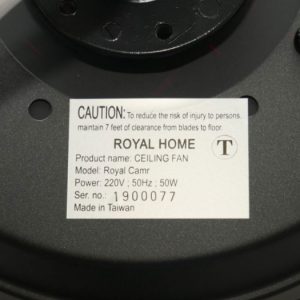 CAUTION: To reduce the risk of injury to persons,
maintain 7 feet of clearance from blades to floor.
ROYAL HOME T
Product name: CEILING FAN
Model: Royal Camr
Power: 220V ; 50Hz ; 50W
Ser. no.: 1900077
Made in Taiwan